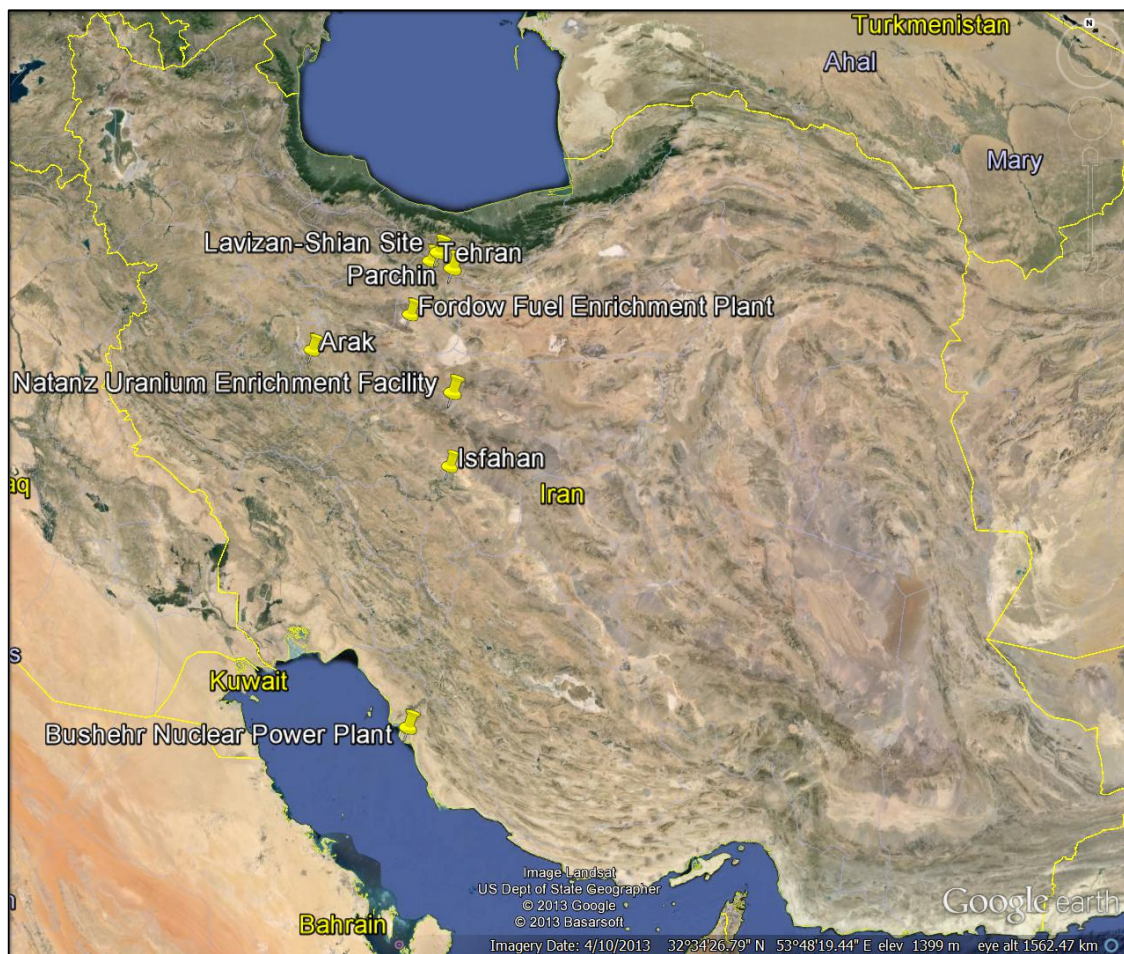 Turkmenistan
N
Ahal
Mary
Lavizan-Shian Site
Tehran
Parchin
Fordow Fuel Enrichment Plant
Arak
Natanz Uranium Enrichment Facility
Isfahan
aq
Iran
s
Kuwait
Bushehr Nuclear Power Plant
Image Landsat
US Dept of State Geographer
© 2013 Google
© 2013 Basarsoft
Google earth
Bahrain
Imagery Date: 4/10/2013 32°34'26.79" N 53°48'19.44" E elev 1399 m eye alt 1562.47 km